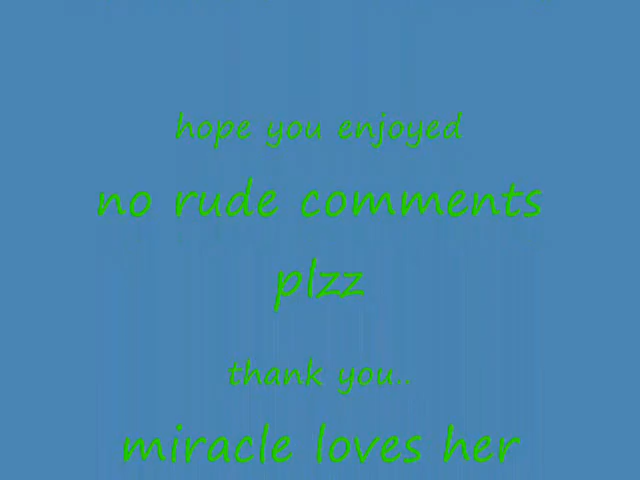 hope you enjoyed
no rude comments
plzz
thank you..
miracle loves her